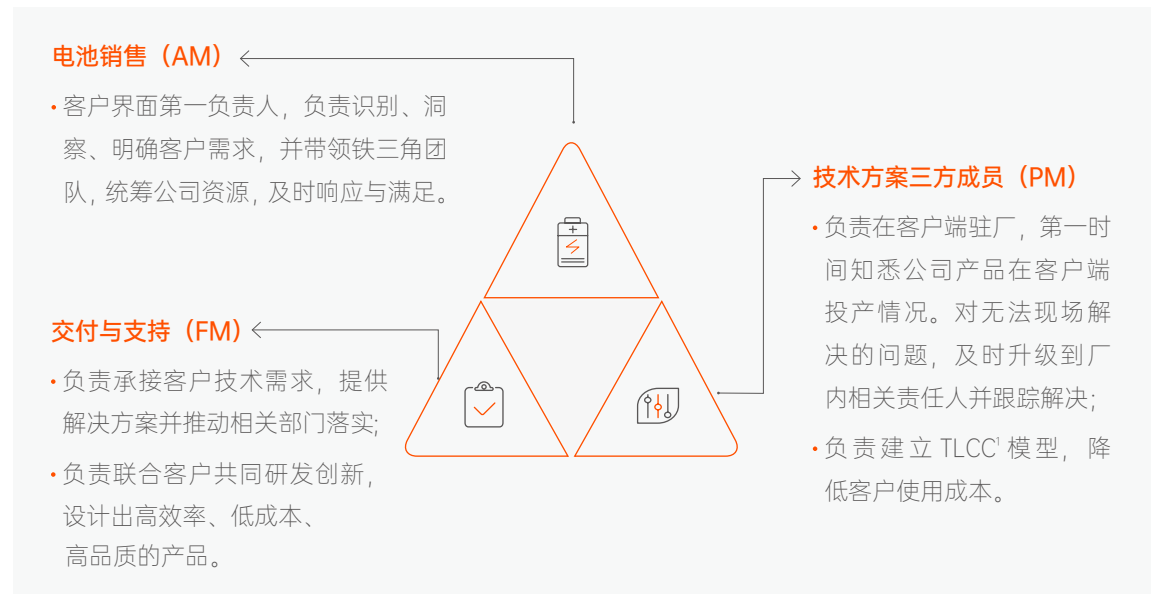 电池销售（AM）
• 客户界面第一负责人，负责识别、洞
察、明确客户需求，并带领铁三角团
队，统筹公司资源，及时响应与满足。
技术方案三方成员（PM）
• 负责在客户端驻厂，第一时
间知悉公司产品在客户端
投产情况。对无法现场解
决的问题，及时升级到厂
内相关责任人并跟踪解决；
• 负责建立 TLCC¹ 模型，降
低客户使用成本。
交付与支持（FM）
• 负责承接客户技术需求，提供
解决方案并推动相关部门落实;
• 负责联合客户共同研发创新，
设计出高效率、低成本、
高品质的产品。